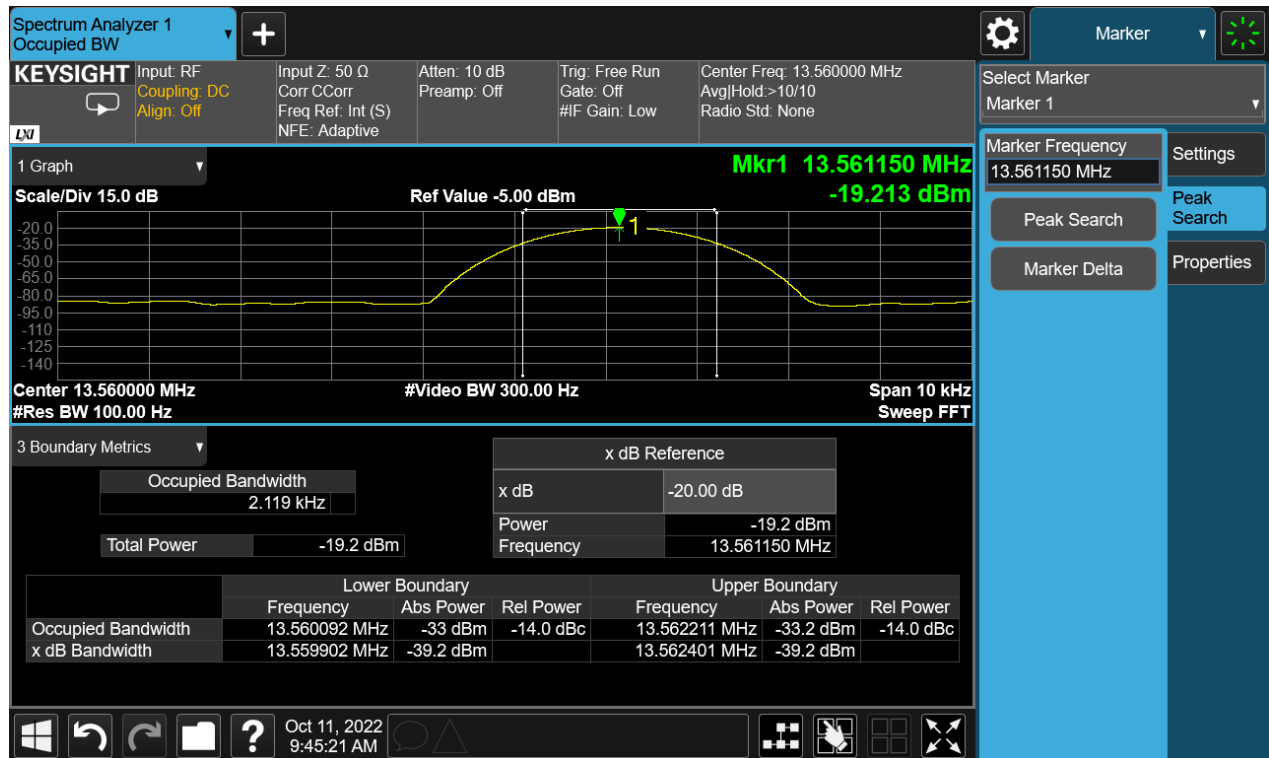 Spectrum Analyzer 1
Occupied BW
+
Marker
KEYSIGHT
LXI
Input: RF
Coupling: DC
Align: Off
Input Z: 50 Ω
Corr CCorr
Freq Ref: Int (S)
NFE: Adaptive
Atten: 10 dB
Preamp: Off
Trig: Free Run
Gate: Off
#IF Gain: Low
Center Freq: 13.560000 MHz
Avg|Hold:>10/10
Radio Std: None
Select Marker
Marker 1
Marker Frequency
13.561150 MHz
Peak Search
Marker Delta
Settings
Peak
Search
Properties
1 Graph
Mkr1 13.561150 MHz
Scale/Div 15.0 dB Ref Value -5.00 dBm -19.213 dBm
1
-20.0
-35.0
-50.0
-65.0
-80.0
-95.0
-110
-125
-140
Center 13.560000 MHz #Video BW 300.00 Hz Span 10 kHz
#Res BW 100.00 Hz Sweep FFT
3 Boundary Metrics
Occupied Bandwidth
2.119 kHz
Total Power -19.2 dBm
x dB Reference
x dB -20.00 dB
Power -19.2 dBm
Frequency 13.561150 MHz
Lower Boundary Upper Boundary
Frequency Abs Power Rel Power Frequency Abs Power Rel Power
Occupied Bandwidth 13.560092 MHz -33 dBm -14.0 dBc 13.562211 MHz -33.2 dBm -14.0 dBc
x dB Bandwidth 13.559902 MHz -39.2 dBm 13.562401 MHz -39.2 dBm
?
Oct 11, 2022
9:45:21 AM